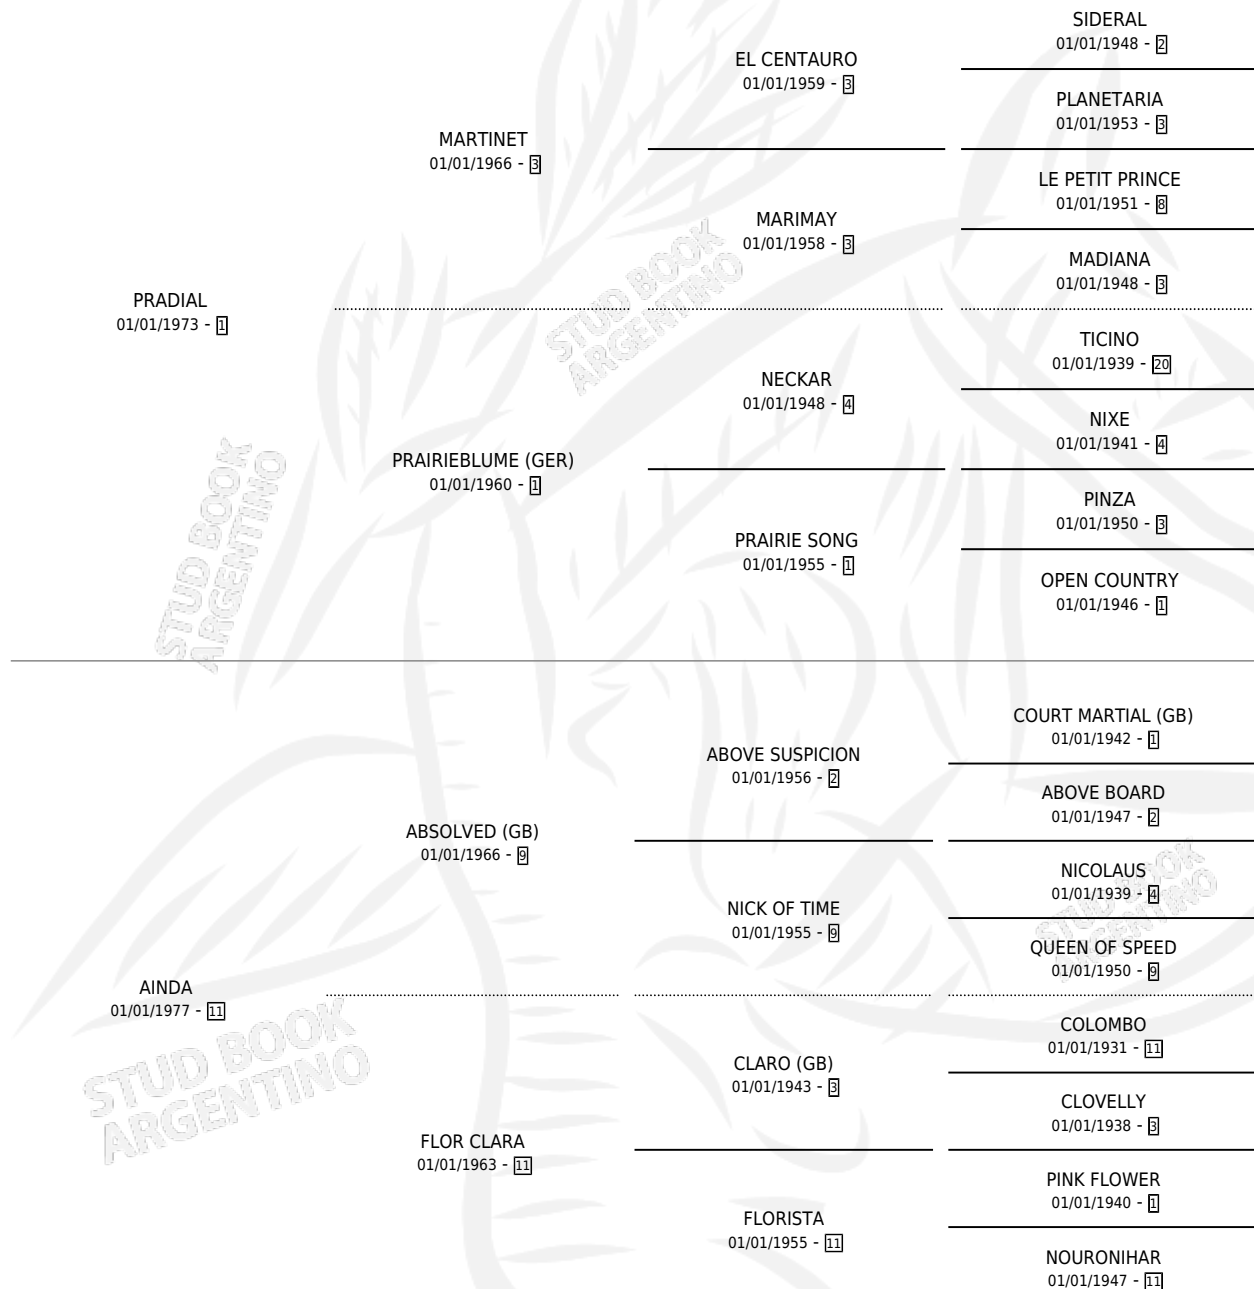 SIDERAL
01/01/1948 - 2
EL CENTAURO
01/01/1959 - 3
PLANETARIA
01/01/1953 - 3
MARTINET
01/01/1966 - 3
LE PETIT PRINCE
01/01/1951 - 8
MARIMAY
01/01/1958 - 3
MADIANA
01/01/1948 - 3
PRADIAL
01/01/1973 - 1
STUD BOOK
ARGENTINO
TICINO
01/01/1939 - 20
NECKAR
01/01/1948 - 4
NIXE
01/01/1941 - 4
PRAIRIEBLUME (GER)
01/01/1960 - 1
PINZA
01/01/1950 - 3
PRAIRIE SONG
01/01/1955 - 1
OPEN COUNTRY
01/01/1946 - 1
STUD BOOK
ARGENTINO
COURT MARTIAL (GB)
01/01/1942 - 1
ABOVE SUSPICION
01/01/1956 - 2
ABOVE BOARD
01/01/1947 - 2
ABSOLVED (GB)
01/01/1966 - 9
NICOLAUS
01/01/1939 - 4
NICK OF TIME
01/01/1955 - 9
STUD BOOK
ARGENTINO
QUEEN OF SPEED
01/01/1950 - 9
AINDA
01/01/1977 - 11
COLOMBO
01/01/1931 - 11
STUD BOOK
ARGENTINO
CLARO (GB)
01/01/1943 - 3
CLOVELLY
01/01/1938 - 3
FLOR CLARA
01/01/1963 - 11
PINK FLOWER
01/01/1940 - 1
FLORISTA
01/01/1955 - 11
NOURONIHAR
01/01/1947 - 11